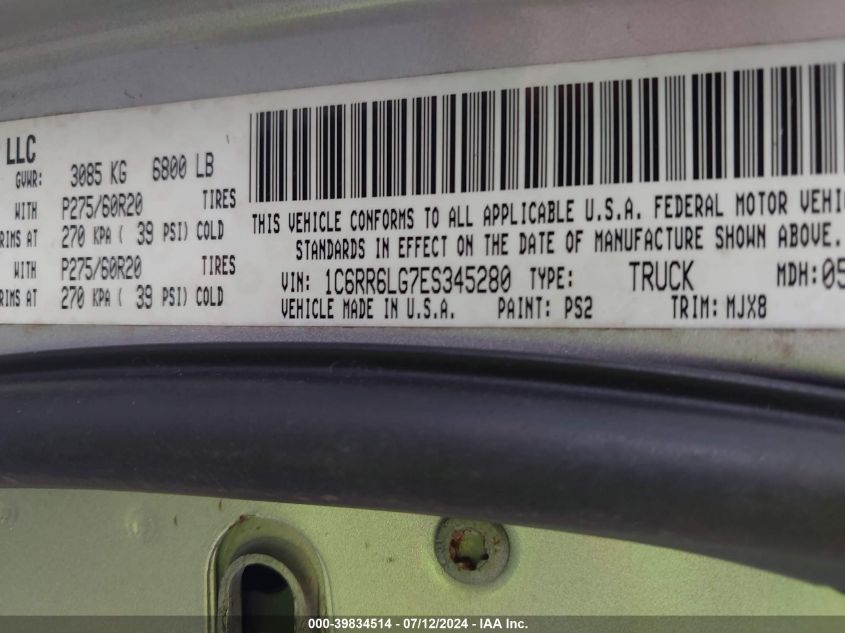 LLC
GVWR: 3085 KG 6800 LB
WITH P275/60R20 TIRES
RIMS AT 270 KPA ( 39 PSI) COLD
WITH P275/60R20 TIRES
RIMS AT 270 KPA ( 39 PSI) COLD
THIS VEHICLE CONFORMS TO ALL APPLICABLE U.S.A. FEDERAL MOTOR VEHI
STANDARDS IN EFFECT ON THE DATE OF MANUFACTURE SHOWN ABOVE.
VIN: 1C6RR6LG7ES345280 TYPE: TRUCK MDH: 05
VEHICLE MADE IN U.S.A. PAINT: PS2 TRIM: MJX8
000-39834514 - 07/12/2024 - IAA Inc.